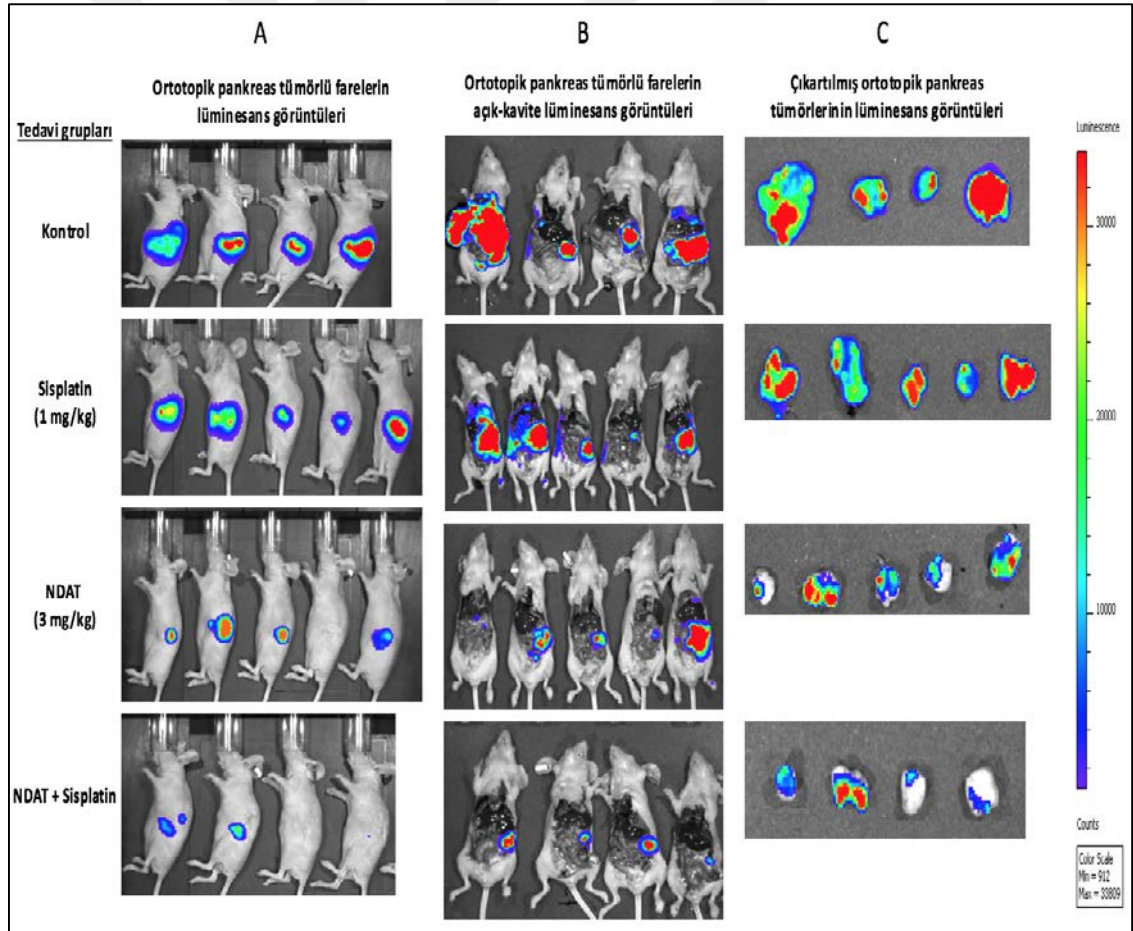 A
B
C
Ortotopik pankreas tümörlü farelerin
lüminesans görüntüleri
Ortotopik pankreas tümörlü farelerin
açık-kavite lüminesans görüntüleri
Çıkartılmış ortotopik pankreas
tümörlerinin lüminesans görüntüleri
Tedavi grupları
Kontrol
Sisplatin
(1 mg/kg)
NDAT
(3 mg/kg)
NDAT + Sisplatin
Luminescence
30000
20000
10000
Counts
Color Scale
Min = 912
Max = 33809